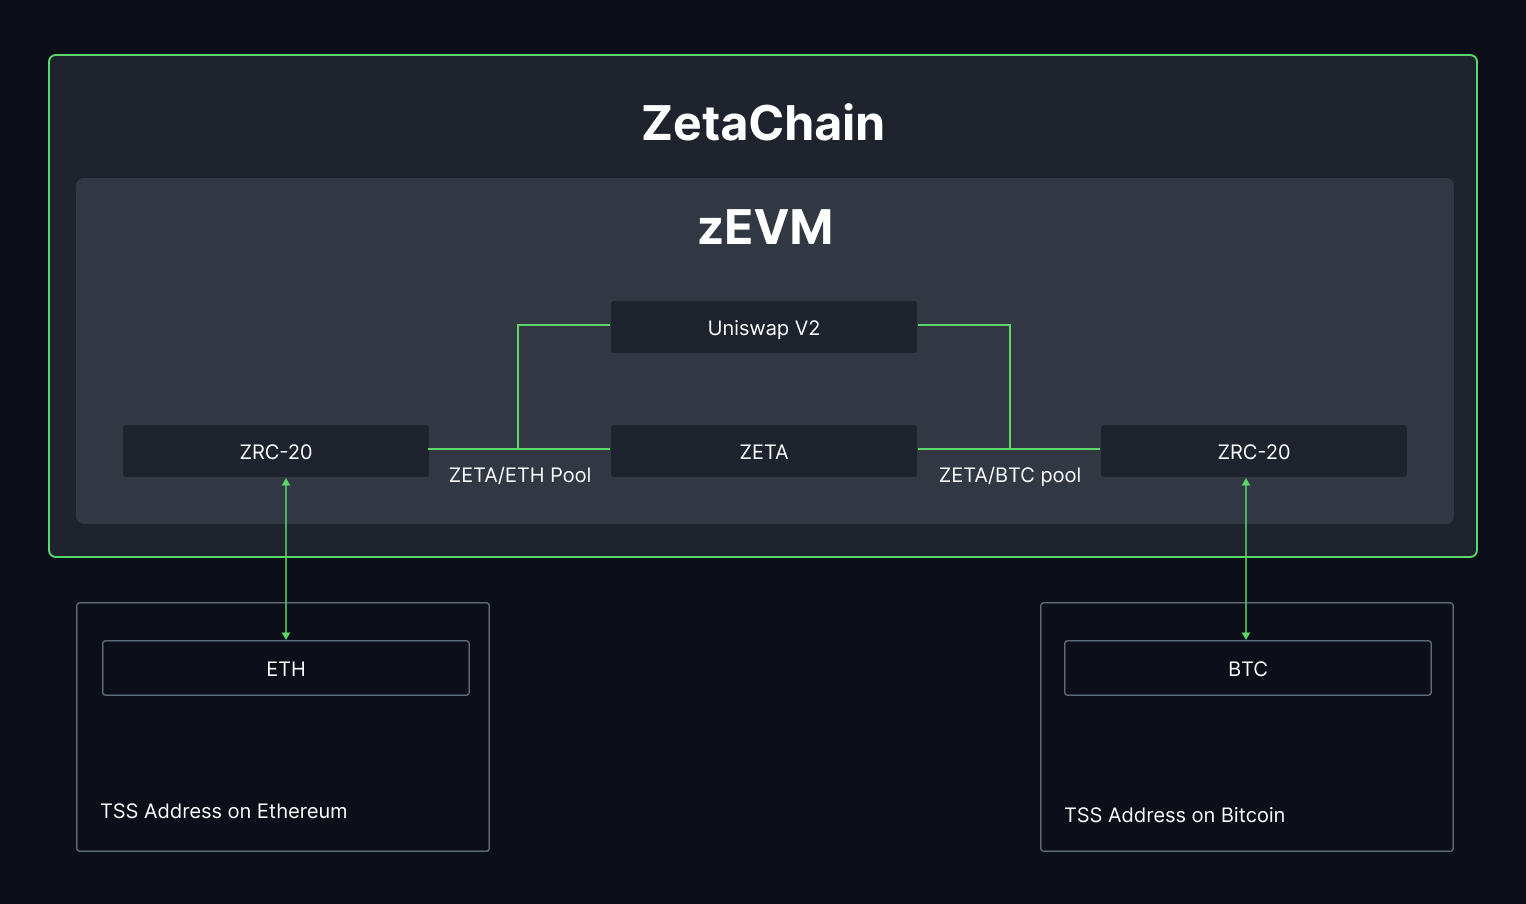 ZetaChain
zEVM
Uniswap V2
ZRC-20
ZETA/ETH Pool
ZETA
ZETA/BTC pool
ZRC-20
ETH
TSS Address on Ethereum
BTC
TSS Address on Bitcoin